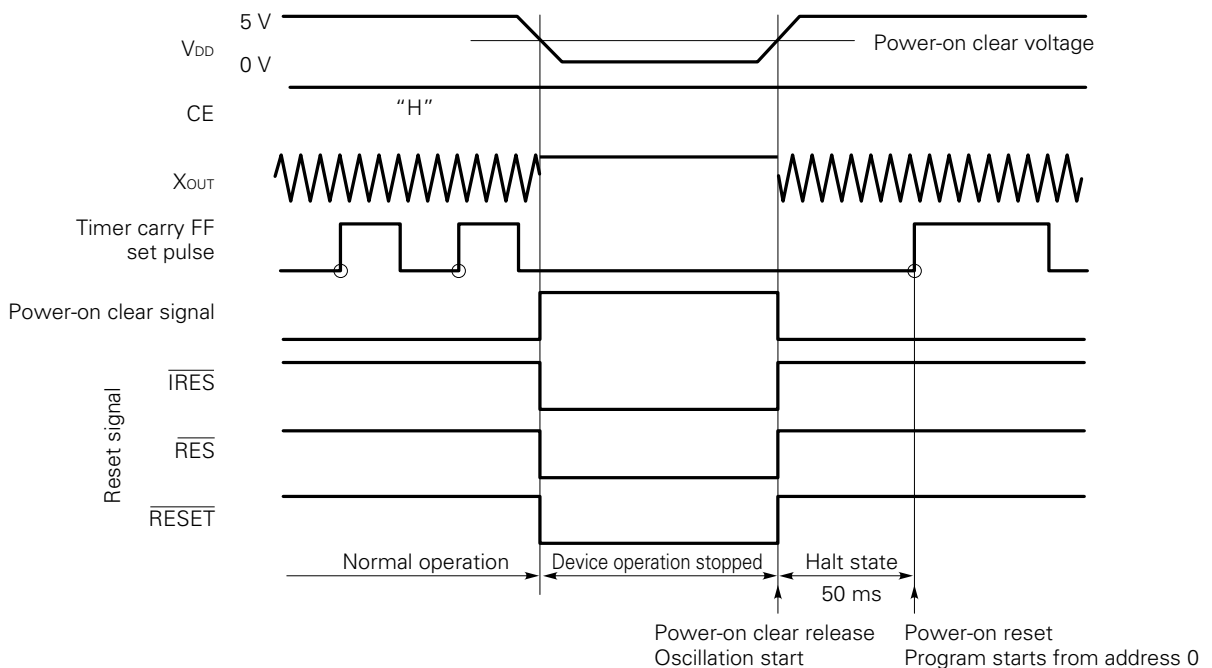 5 V
VDD
0 V
Power-on clear voltage
CE
“H”
XOUT
Timer carry FF
set pulse
Power-on clear signal
Reset signal
IRES
RES
RESET
Normal operation
Device operation stopped
Halt state
50 ms
Power-on clear release
Oscillation start
Power-on reset
Program starts from address 0